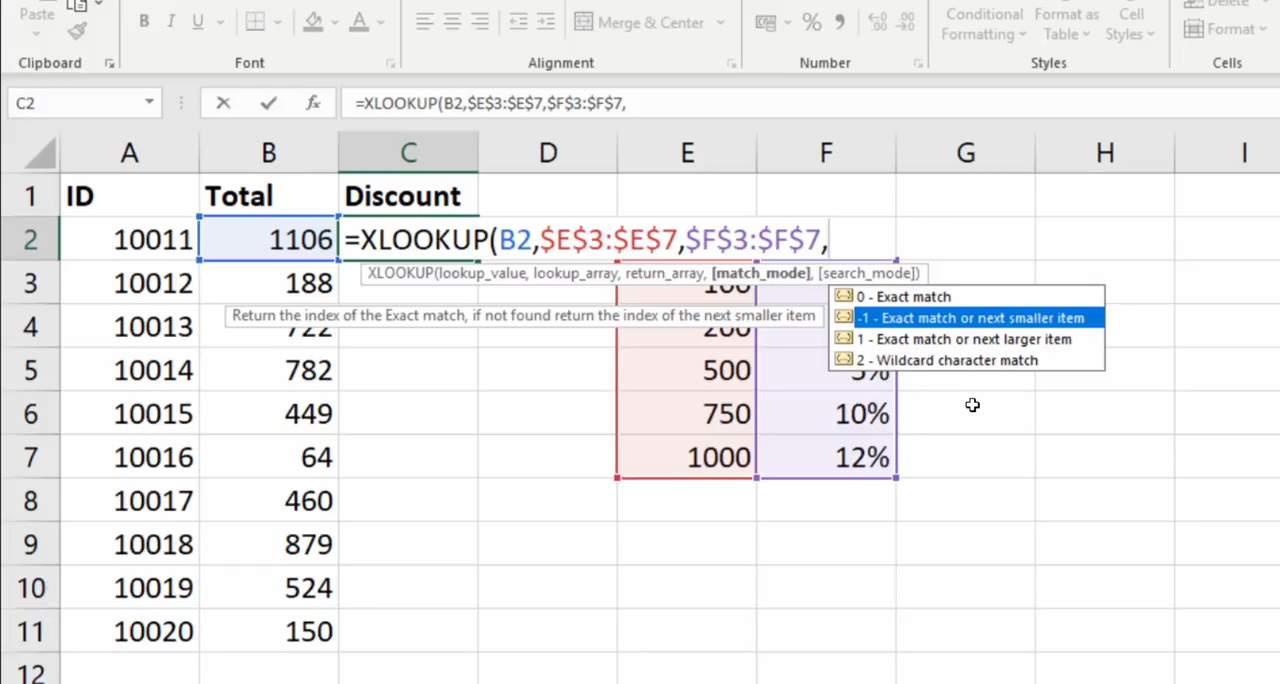 Paste
B I U
A
Merge & Center
%
Conditional Formatting
Format as Table
Cell Styles
Format
Clipboard Font Alignment Number Styles Cells
C2 fx =XLOOKUP(B2,$E$3:$E$7,$F$3:$F$7,
A B C D E F G H I
1 ID Total Discount
2 10011 1106 =XLOOKUP(B2,$E$3:$E$7,$F$3:$F$7,
XLOOKUP(lookup_value, lookup_array, return_array, [match_mode], [search_mode])
3 10012 188
0 - Exact match
Return the index of the Exact match, if not found return the index of the next smaller item
-1 - Exact match or next smaller item
4 10013 722
1 - Exact match or next larger item
2 - Wildcard character match
5 10014 782 500
6 10015 449 750 10%
7 10016 64 1000 12%
8 10017 460
9 10018 879
10 10019 524
11 10020 150
12